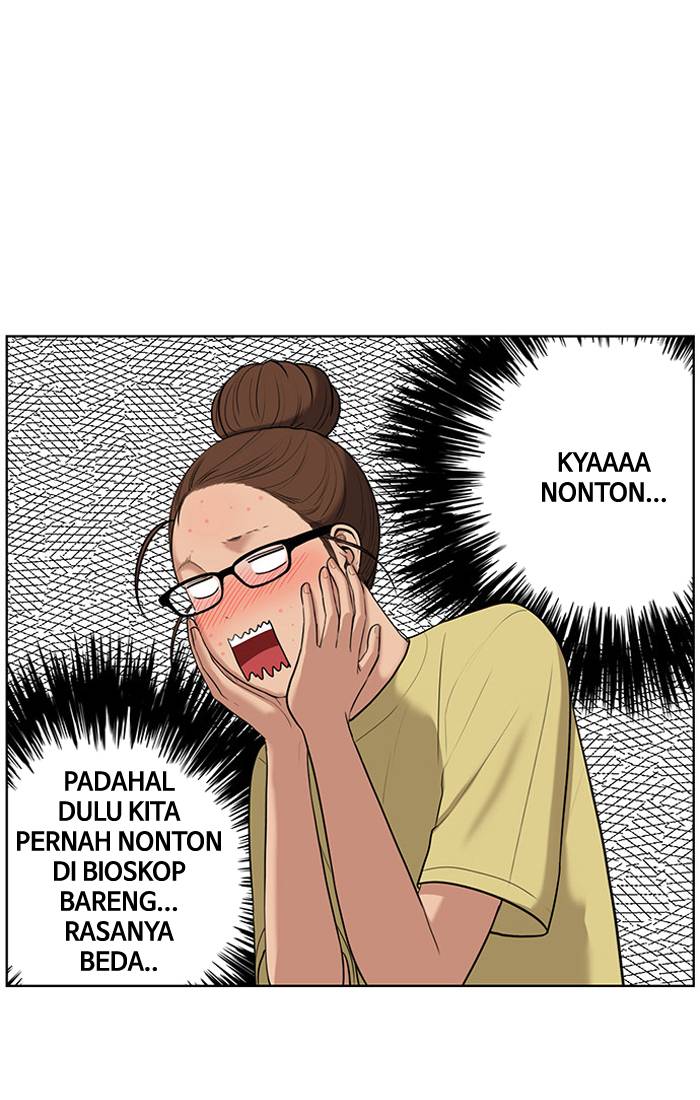 KYAAAA
NONTON...
PADAHAL
DULU KITA
PERNAH NONTON
DI BIOSKOP
BARENG...
RASANYA
BEDA..